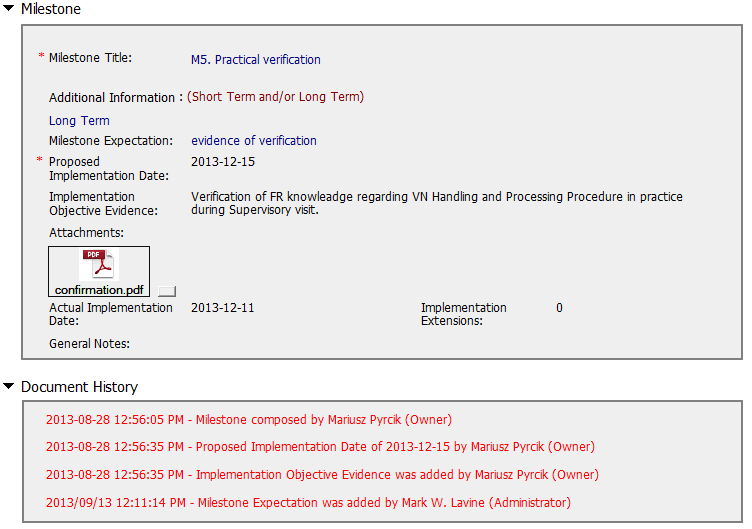 Milestone
* Milestone Title: M5. Practical verification
Additional Information : (Short Term and/or Long Term)
Long Term
Milestone Expectation: evidence of verification
* Proposed Implementation Date: 2013-12-15
Implementation Objective Evidence: Verification of FR knowleadge regarding VN Handling and Processing Procedure in practice
during Supervisory visit.
Attachments:
PDF
confirmation.pdf
Actual Implementation Date: 2013-12-11 Implementation Extensions: 0
General Notes:
Document History
2013-08-28 12:56:05 PM - Milestone composed by Mariusz Pyrcik (Owner)
2013-08-28 12:56:35 PM - Proposed Implementation Date of 2013-12-15 by Mariusz Pyrcik (Owner)
2013-08-28 12:56:35 PM - Implementation Objective Evidence was added by Mariusz Pyrcik (Owner)
2013/09/13 12:11:14 PM - Milestone Expectation was added by Mark W. Lavine (Administrator)